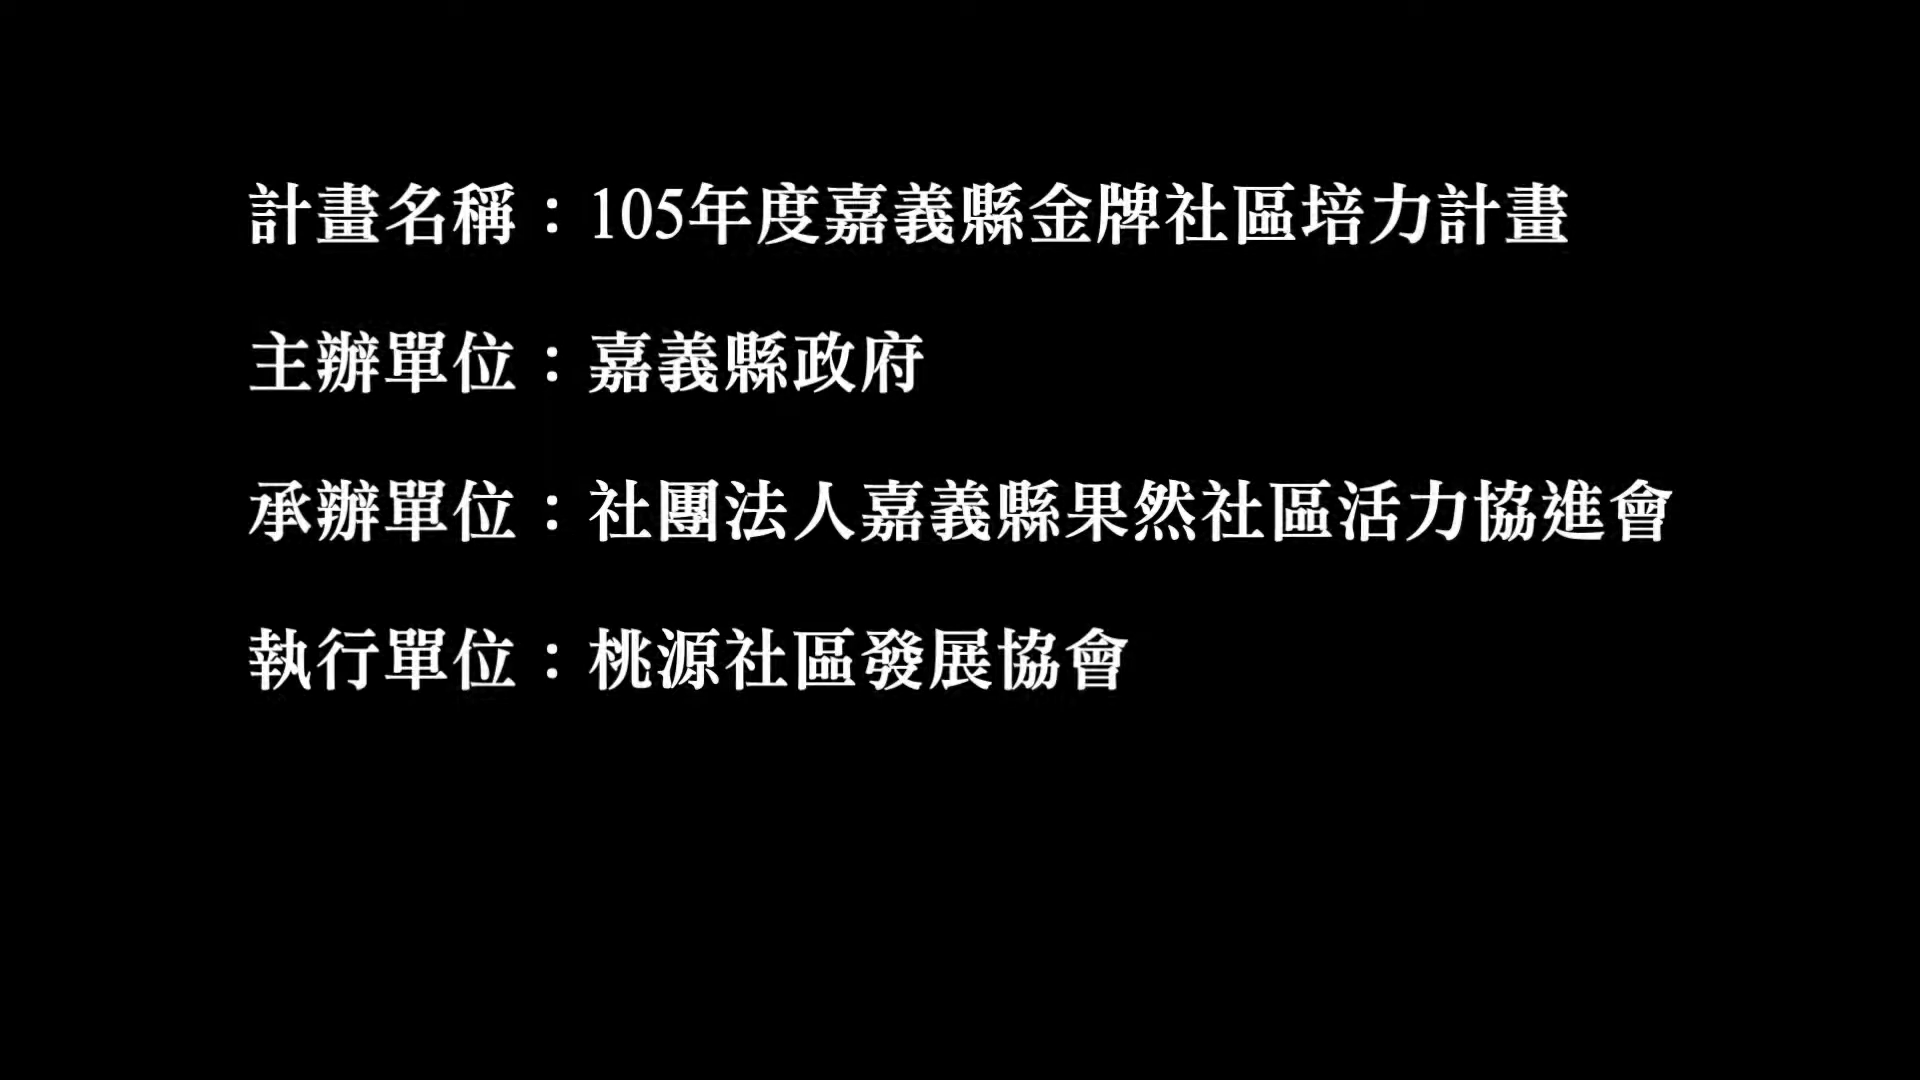 計畫名稱：105年度嘉義縣金牌社區培力計畫
主辦單位：嘉義縣政府
承辦單位：社團法人嘉義縣果然社區活力協進會
執行單位：桃源社區發展協會